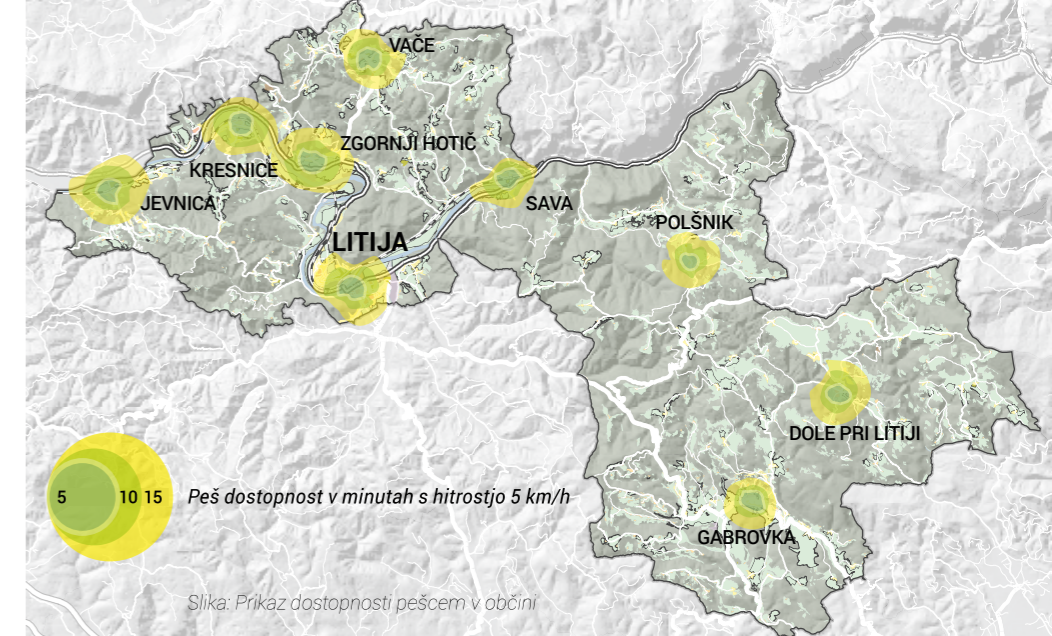 VAČE
ZGORNJI HOTIČ
KRESNICE
JEVNICA
SAVA
POLŠNIK
LITIJA
DOLE PRI LITIJI
GABROVKA
5 10 15
Peš dostopnost v minutah s hitrostjo 5 km/h
Slika: Prikaz dostopnosti pešcem v občini